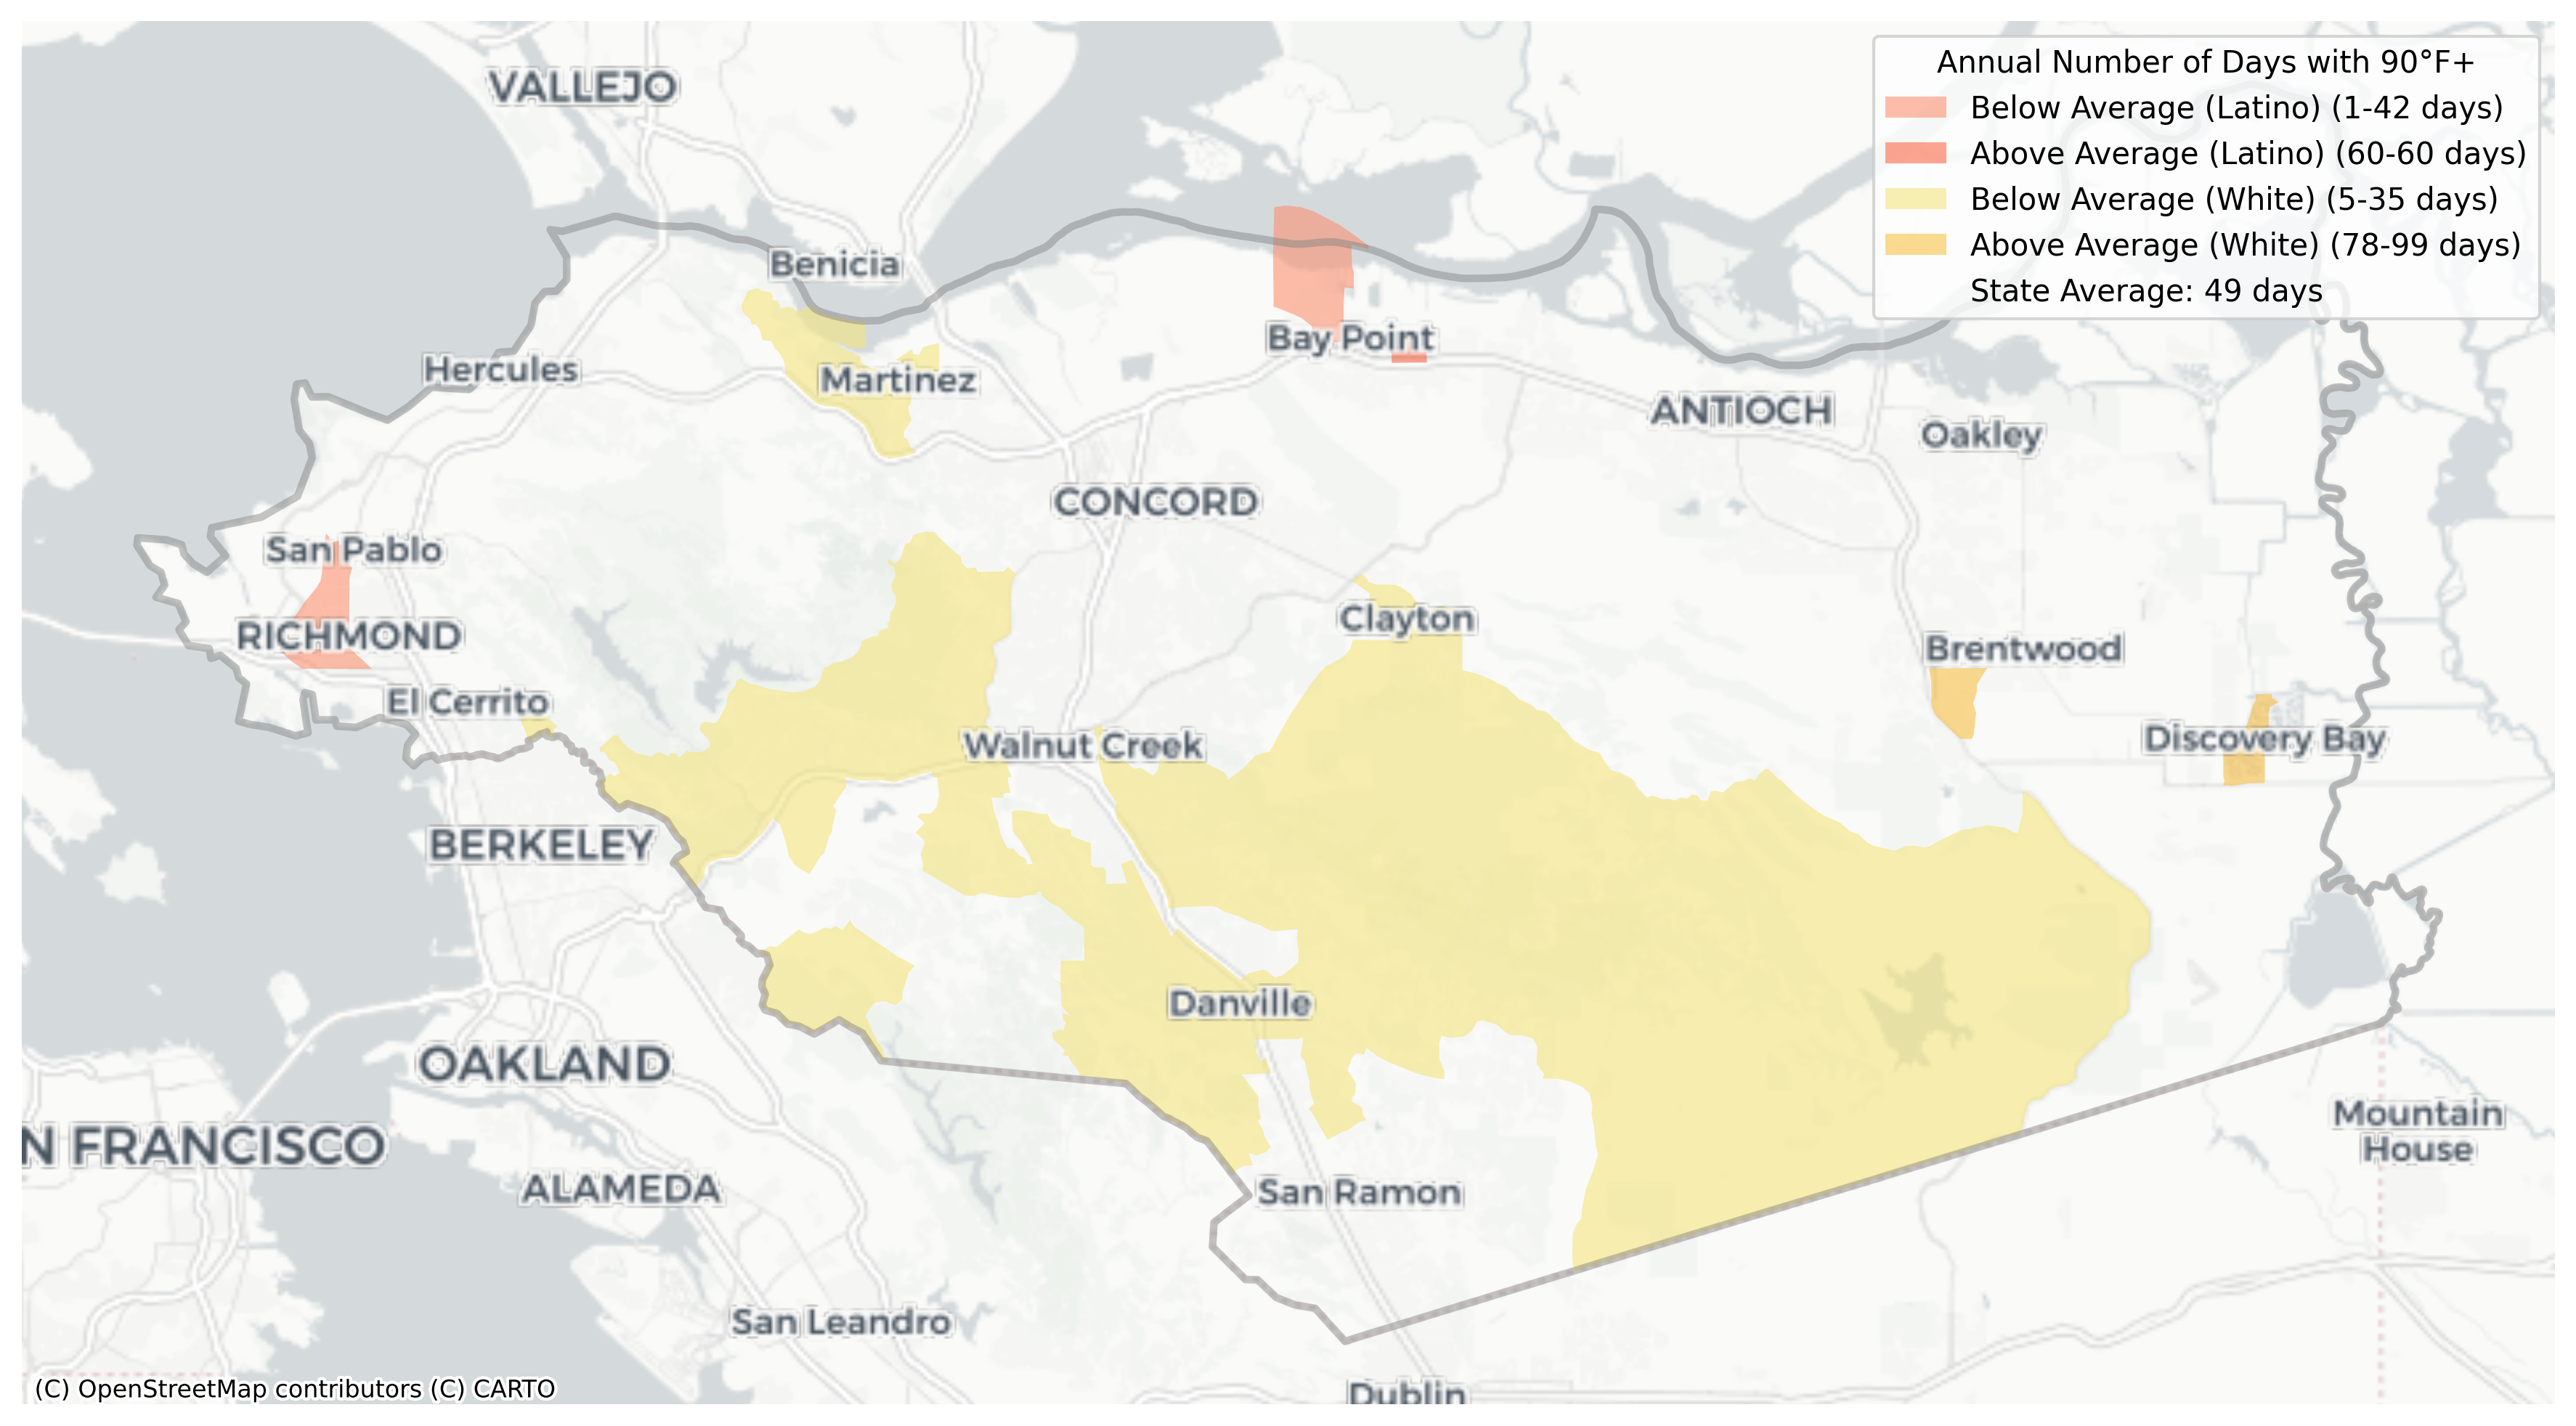 VALLEJO
Annual Number of Days with 90°F+
Below Average (Latino) (1-42 days)
Above Average (Latino) (60-60 days)
Below Average (White) (5-35 days)
Above Average (White) (78-99 days)
State Average: 49 days
Benicia
Bay Point
Hercules
Martinez
ANTIOCH
Oakley
CONCORD
San Pablo
Clayton
RICHMOND
Brentwood
El Cerrito
Walnut Creek
Discovery Bay
BERKELEY
Danville
OAKLAND
N FRANCISCO
Mountain
House
ALAMEDA
San Ramon
San Leandro
(C) OpenStreetMap contributors (C) CARTO
Dublin